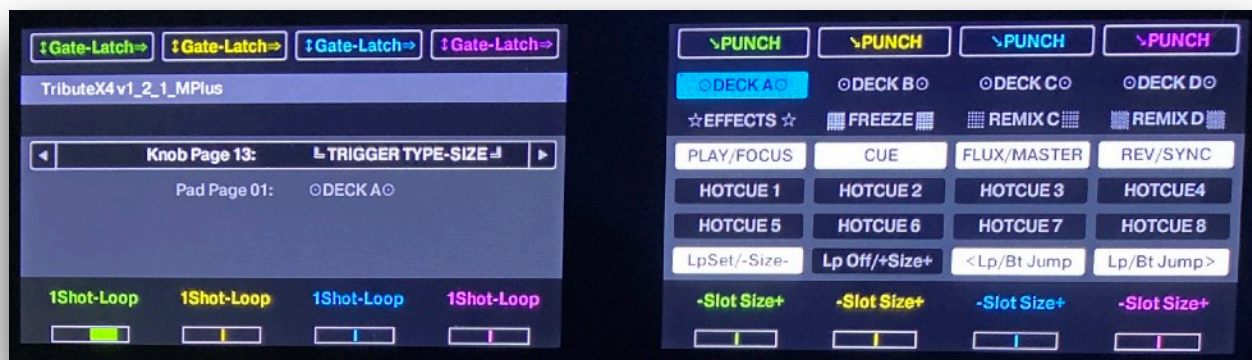 ↕Gate-Latch⇒ ↕Gate-Latch⇒ ↕Gate-Latch⇒ ↕Gate-Latch⇒
TributeX4 v1_2_1_MPlus
Knob Page 13: ╚ TRIGGER TYPE-SIZE ╝
Pad Page 01: ⊙DECK A⊙
1Shot-Loop 1Shot-Loop 1Shot-Loop 1Shot-Loop
↘PUNCH ↘PUNCH ↘PUNCH ↘PUNCH
⊙DECK A⊙ ⊙DECK B⊙ ⊙DECK C⊙ ⊙DECK D⊙
☆EFFECTS ☆ ▦ FREEZE ▦ ▦ REMIX C ▦ ▦ REMIX D ▦
PLAY/FOCUS CUE FLUX/MASTER REV/SYNC
HOTCUE 1 HOTCUE 2 HOTCUE 3 HOTCUE4
HOTCUE 5 HOTCUE 6 HOTCUE 7 HOTCUE 8
LpSet/-Size- Lp Off/+Size+ <Lp/Bt Jump Lp/Bt Jump>
-Slot Size+ -Slot Size+ -Slot Size+ -Slot Size+